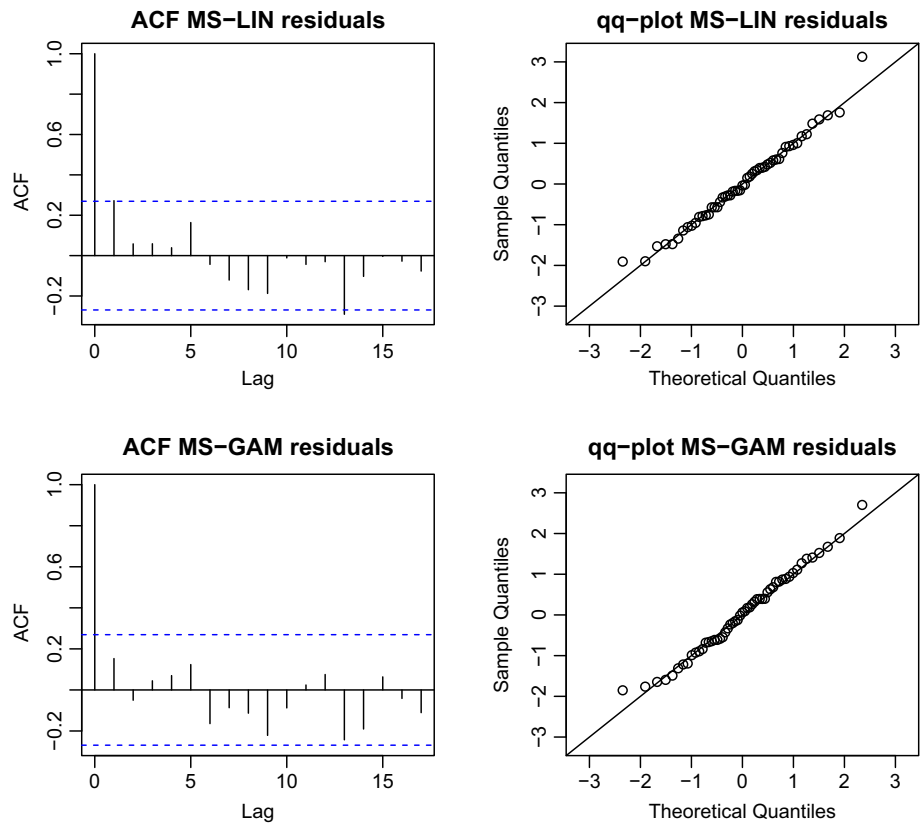 ACF MS−LIN residuals
ACF
1.0
0.6
0.2
−0.2
0 5 10 15
Lag
qq−plot MS−LIN residuals
Sample Quantiles
3
2
1
0
−1
−2
−3
−3 −2 −1 0 1 2 3
Theoretical Quantiles
ACF MS−GAM residuals
ACF
1.0
0.6
0.2
−0.2
0 5 10 15
Lag
qq−plot MS−GAM residuals
Sample Quantiles
3
2
1
0
−1
−2
−3
−3 −2 −1 0 1 2 3
Theoretical Quantiles